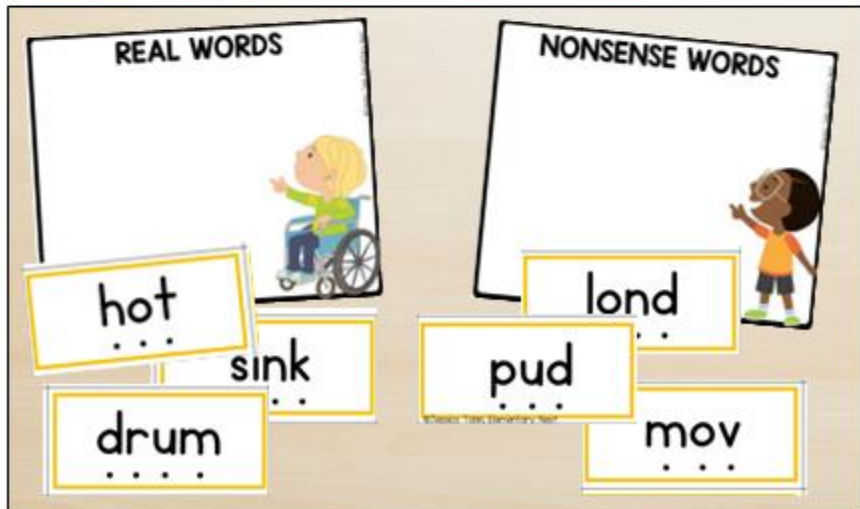 REAL WORDS
NONSENSE WORDS
hot
sink
drum
lond
pud
mov